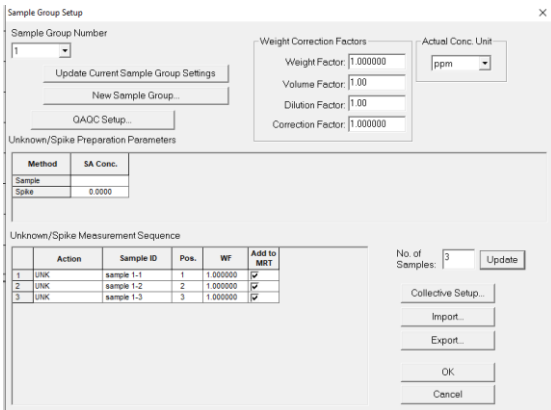 Sample Group Setup
Sample Group Number
1
Update Current Sample Group Settings
New Sample Group...
QAQC Setup...
Weight Correction Factors
Weight Factor: 1.000000
Volume Factor: 1.00
Dilution Factor: 1.00
Correction Factor: 1.000000
Actual Conc. Unit
ppm
Unknown/Spike Preparation Parameters
Method SA Conc.
Sample
Spike 0.0000
Unknown/Spike Measurement Sequence
Action Sample ID Pos. WF Add to MRT
1 UNK sample 1-1 1 1.000000
2 UNK sample 1-2 2 1.000000
3 UNK sample 1-3 3 1.000000
No. of Samples: 3 Update
Collective Setup...
Import...
Export...
OK
Cancel